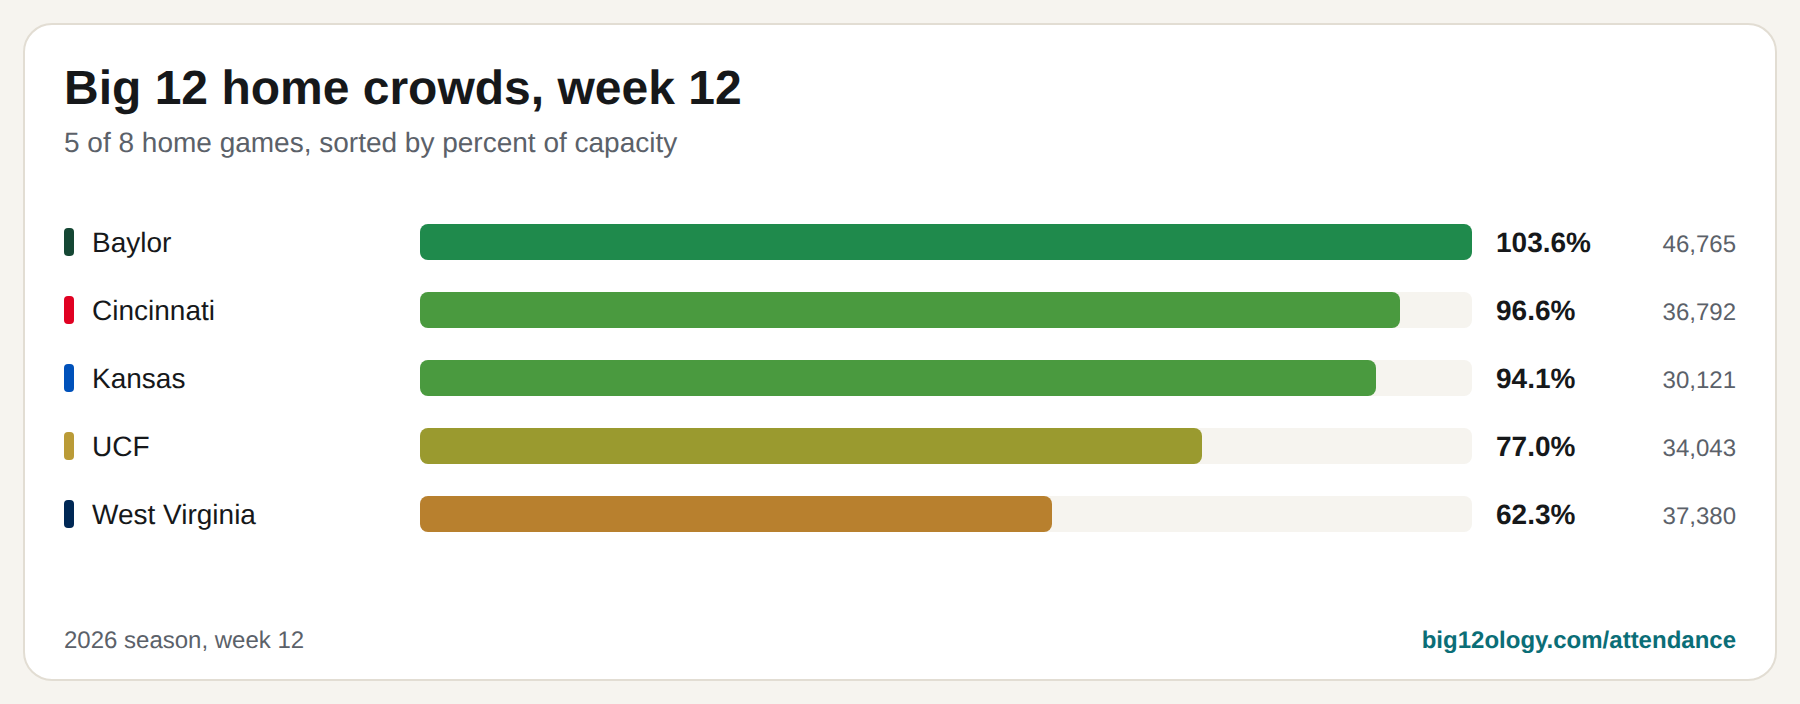 Big 12 home crowds, week 12
5 of 8 home games, sorted by percent of capacity
Baylor 103.6% 46,765
Cincinnati 96.6% 36,792
Kansas 94.1% 30,121
UCF 77.0% 34,043
West Virginia 62.3% 37,380
2026 season, week 12 big12ology.com/attendance